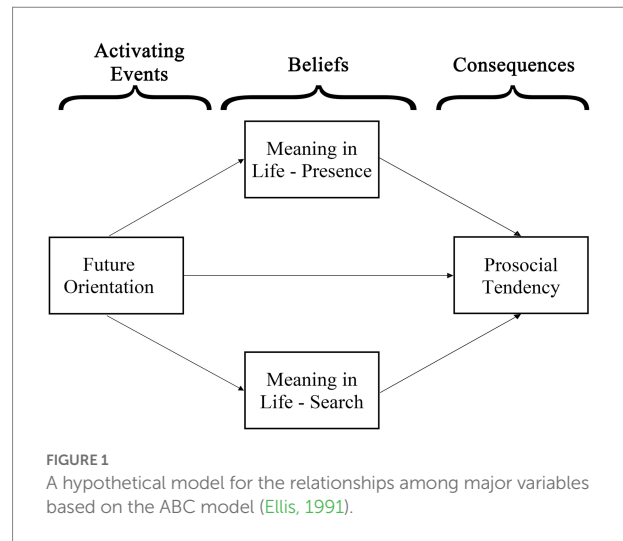 Activating
Events
Beliefs
Consequences
Meaning in
Life - Presence
Future
Orientation
Prosocial
Tendency
Meaning in
Life - Search
FIGURE 1
A hypothetical model for the relationships among major variables
based on the ABC model (Ellis, 1991).